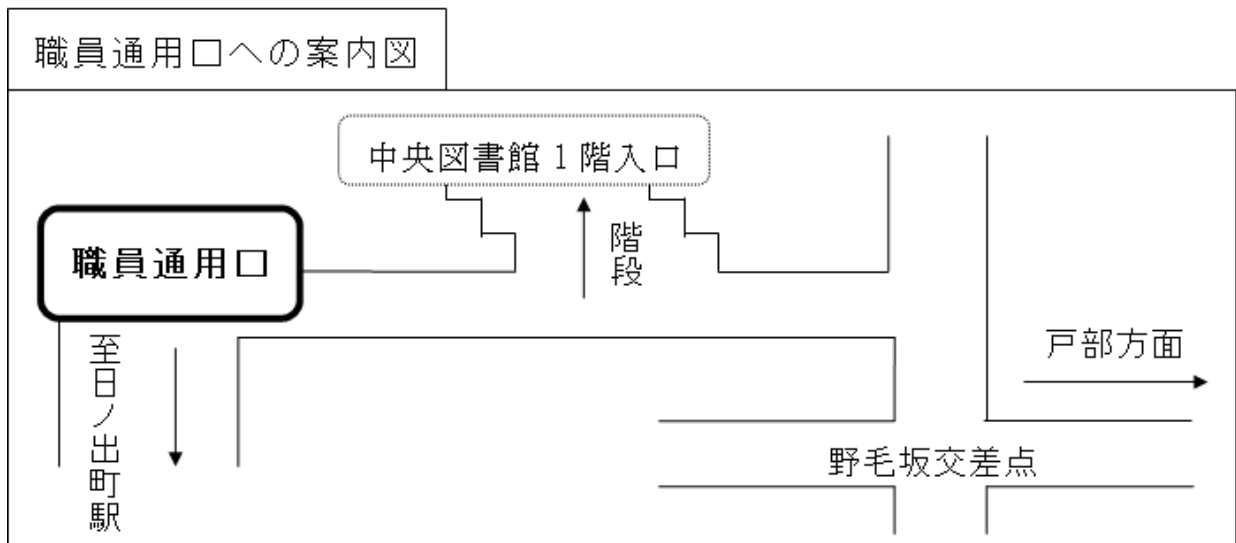 職員通用口への案内図
中央図書館1階入口
階段
職員通用口
至日ノ出町駅
戸部方面
野毛坂交差点